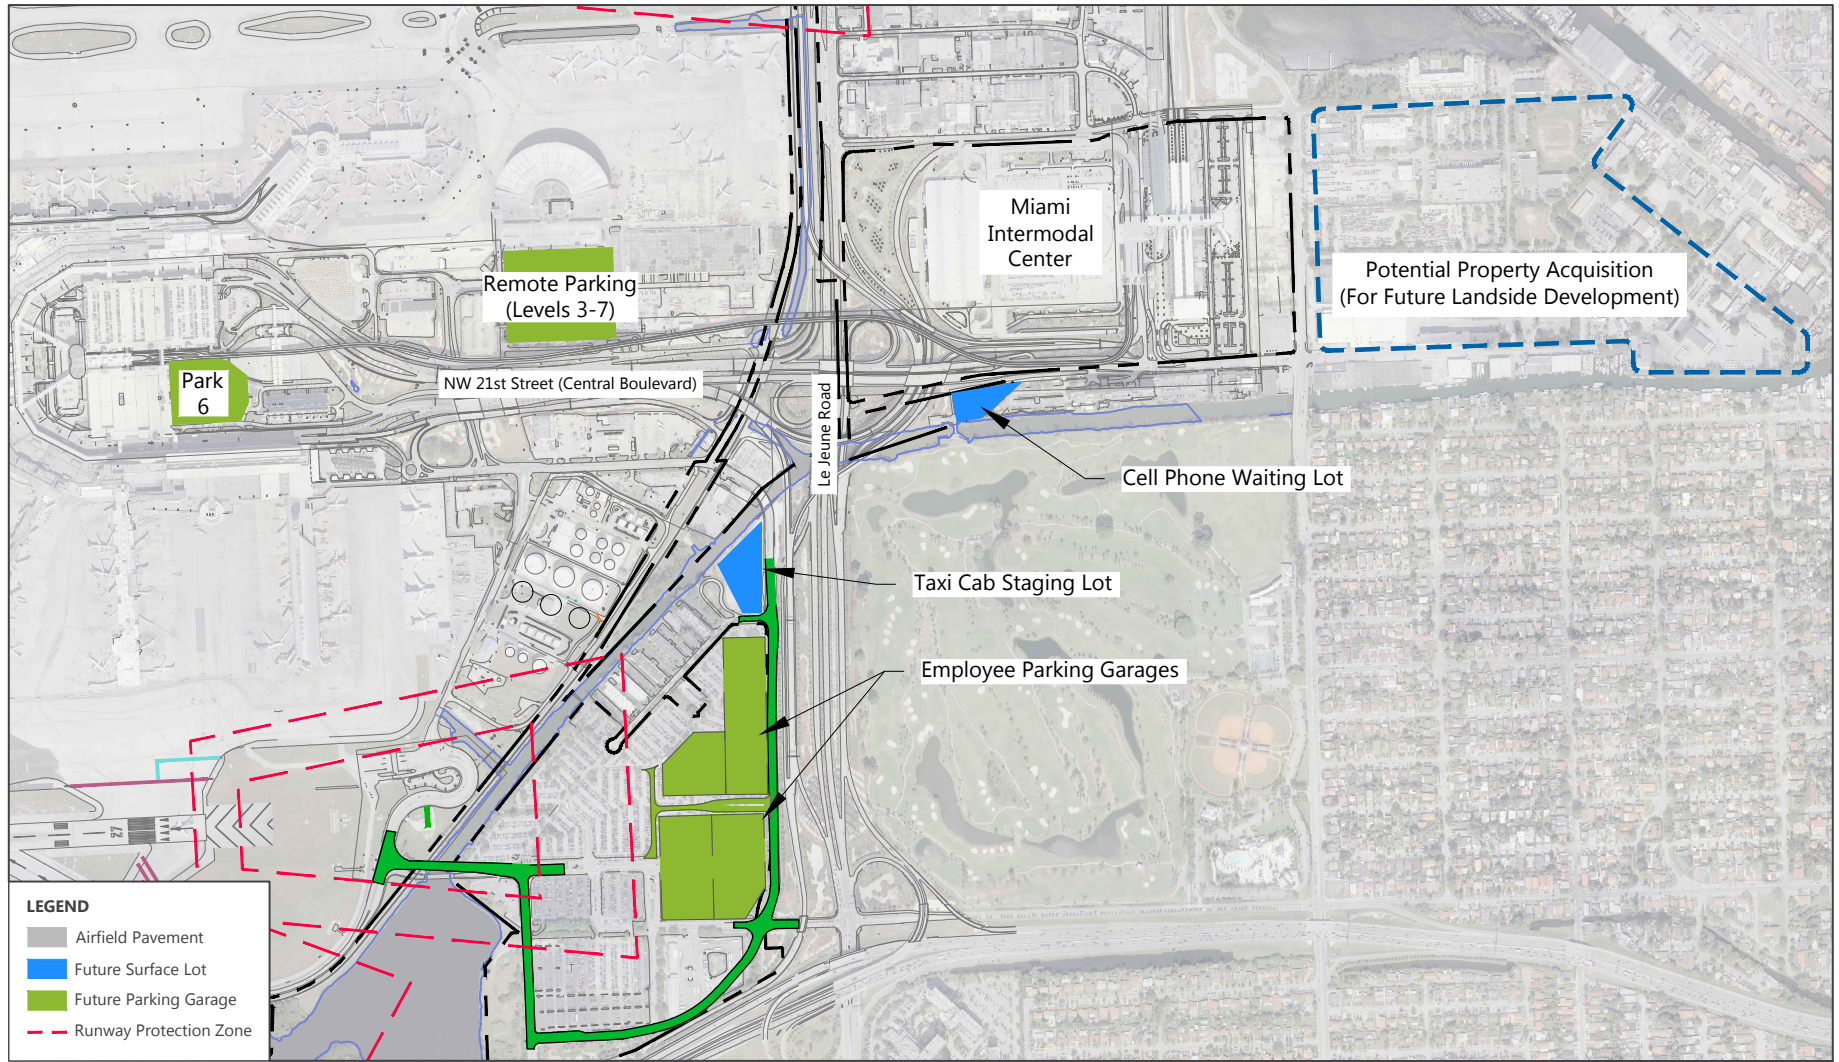 Miami
Intermodal
Center
Potential Property Acquisition
(For Future Landside Development)
Remote Parking
(Levels 3-7)
Park
6
NW 21st Street (Central Boulevard)
Le Jeune Road
Cell Phone Waiting Lot
Taxi Cab Staging Lot
Employee Parking Garages
27
LEGEND
Airfield Pavement
Future Surface Lot
Future Parking Garage
Runway Protection Zone